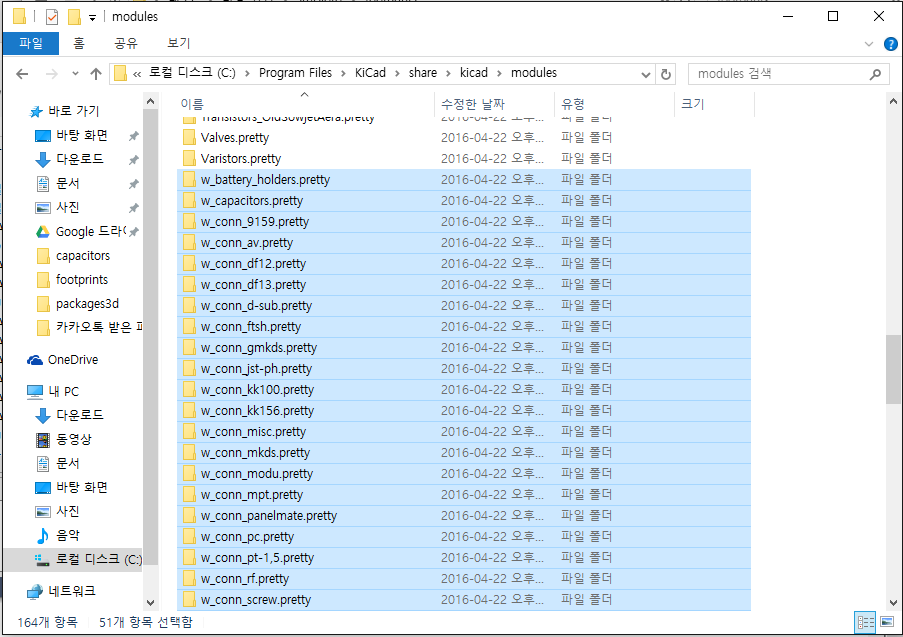 modules
파일 홈 공유 보기
« 로컬 디스크 (C:) › Program Files › KiCad › share › kicad › modules
modules 검색
바로 가기
바탕 화면
다운로드
문서
사진
Google 드라이
capacitors
footprints
packages3d
카카오톡 받은 파
OneDrive
내 PC
다운로드
동영상
문서
바탕 화면
사진
음악
로컬 디스크 (C:)
네트워크
이름 수정한 날짜 유형 크기
Transistors_OldSowjetAera.pretty 2016-04-22 오후... 파일 폴더
Valves.pretty 2016-04-22 오후... 파일 폴더
Varistors.pretty 2016-04-22 오후... 파일 폴더
w_battery_holders.pretty 2016-04-22 오후... 파일 폴더
w_capacitors.pretty 2016-04-22 오후... 파일 폴더
w_conn_9159.pretty 2016-04-22 오후... 파일 폴더
w_conn_av.pretty 2016-04-22 오후... 파일 폴더
w_conn_df12.pretty 2016-04-22 오후... 파일 폴더
w_conn_df13.pretty 2016-04-22 오후... 파일 폴더
w_conn_d-sub.pretty 2016-04-22 오후... 파일 폴더
w_conn_ftsh.pretty 2016-04-22 오후... 파일 폴더
w_conn_gmkds.pretty 2016-04-22 오후... 파일 폴더
w_conn_jst-ph.pretty 2016-04-22 오후... 파일 폴더
w_conn_kk100.pretty 2016-04-22 오후... 파일 폴더
w_conn_kk156.pretty 2016-04-22 오후... 파일 폴더
w_conn_misc.pretty 2016-04-22 오후... 파일 폴더
w_conn_mkds.pretty 2016-04-22 오후... 파일 폴더
w_conn_modu.pretty 2016-04-22 오후... 파일 폴더
w_conn_mpt.pretty 2016-04-22 오후... 파일 폴더
w_conn_panelmate.pretty 2016-04-22 오후... 파일 폴더
w_conn_pc.pretty 2016-04-22 오후... 파일 폴더
w_conn_pt-1,5.pretty 2016-04-22 오후... 파일 폴더
w_conn_rf.pretty 2016-04-22 오후... 파일 폴더
w_conn_screw.pretty 2016-04-22 오후... 파일 폴더
164개 항목 51개 항목 선택함